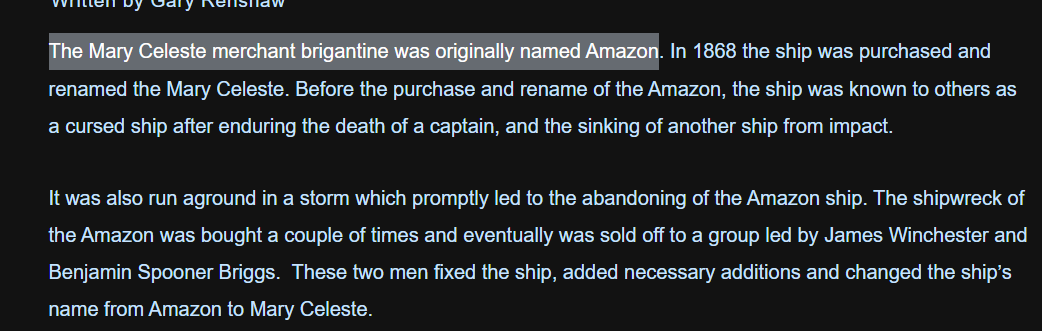 Written by Gary Renshaw
The Mary Celeste merchant brigantine was originally named Amazon. In 1868 the ship was purchased and
renamed the Mary Celeste. Before the purchase and rename of the Amazon, the ship was known to others as
a cursed ship after enduring the death of a captain, and the sinking of another ship from impact.
It was also run aground in a storm which promptly led to the abandoning of the Amazon ship. The shipwreck of
the Amazon was bought a couple of times and eventually was sold off to a group led by James Winchester and
Benjamin Spooner Briggs.  These two men fixed the ship, added necessary additions and changed the ship’s
name from Amazon to Mary Celeste.